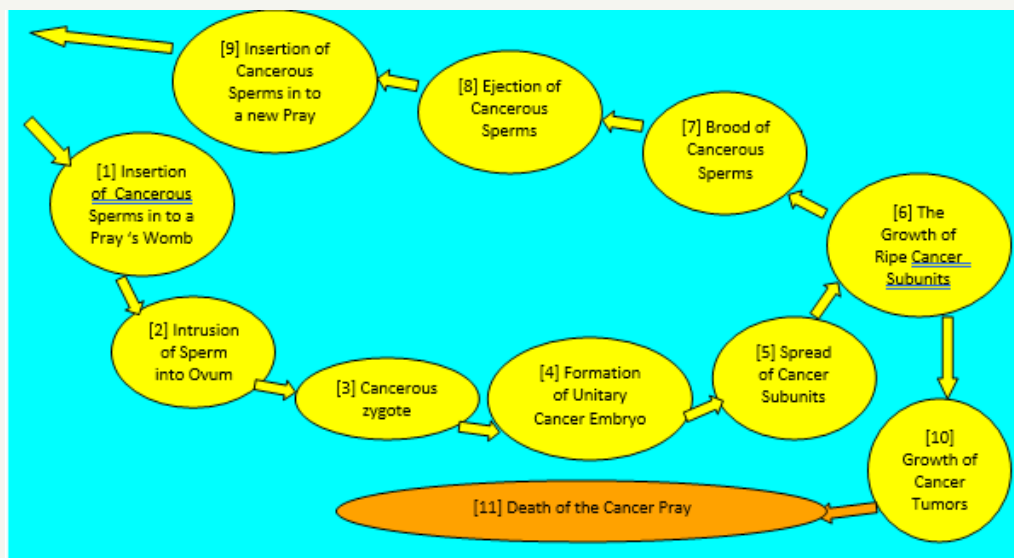 [1] Insertion
of Cancerous
Sperms in to a
Pray 's Womb
[2] Intrusion
of Sperm
into Ovum
[3] Cancerous
zygote
[4] Formation
of Unitary
Cancer Embryo
[5] Spread
of Cancer
Subunits
[6] The
Growth of
Ripe Cancer
Subunits
[7] Brood of
Cancerous
Sperms
[8] Ejection of
Cancerous
Sperms
[9] Insertion of
Cancerous
Sperms in to
a new Pray
[10]
Growth of
Cancer
Tumors
[11] Death of the Cancer Pray